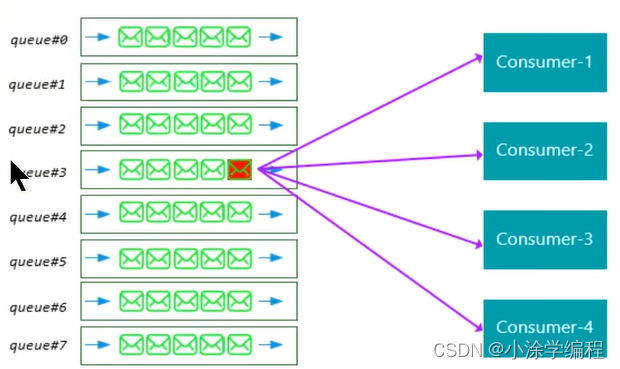 queue#0
Consumer-1
queue#1
queue#2
Consumer-2
queue#3
queue#4
Consumer-3
queue#5
queue#6
Consumer-4
queue#7
CSDN @小涂学编程